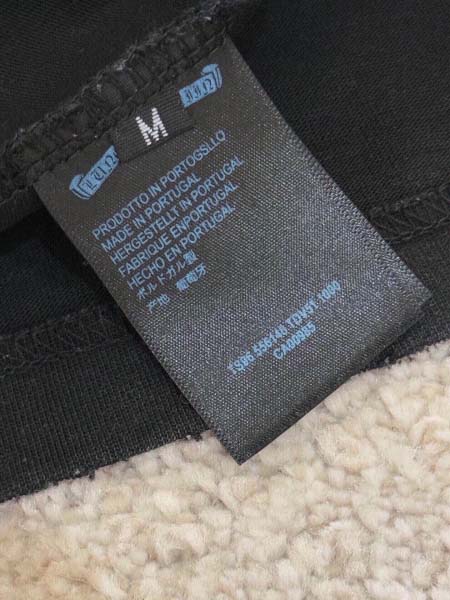 M
PRODOTTO IN PORTOGSLLO
MADE IN PORTUGAL
HERGESTELLT IN PORTUGAL
FABRIQUE ENPORTUGAL
HECHO EN PORTUGAL
ポルトガル製
产地 葡萄牙
CA00985